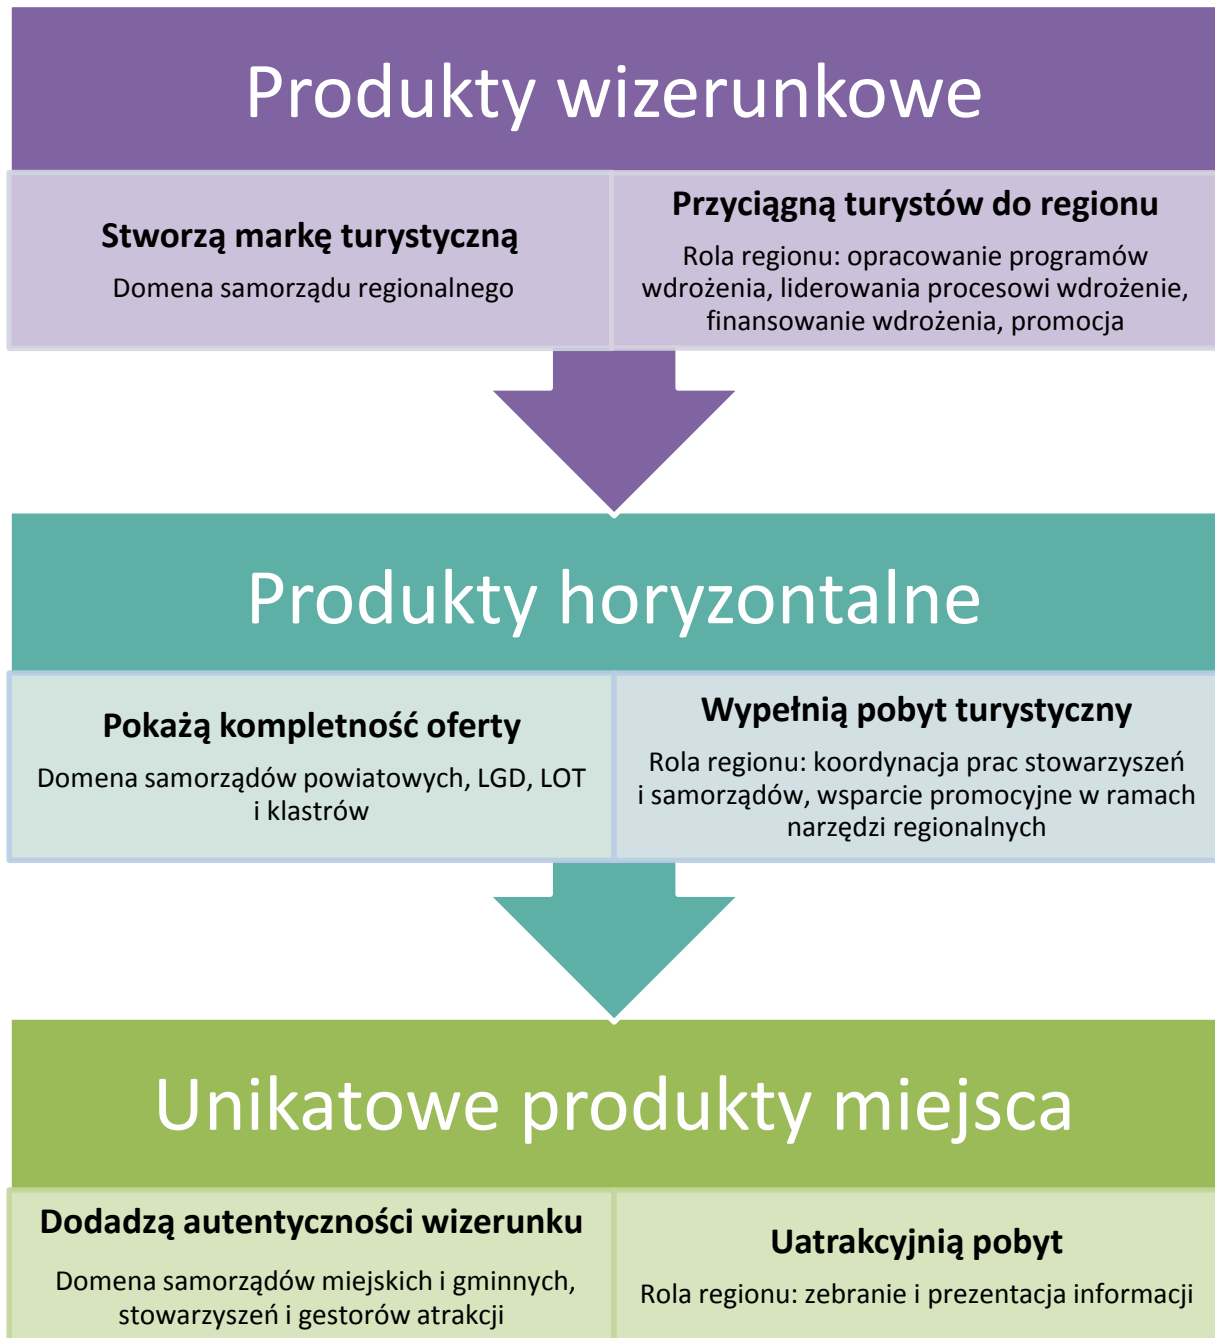 Produkty wizerunkowe
Stworzą markę turystyczną
Domena samorządu regionalnego
Przyciągną turystów do regionu
Rola regionu: opracowanie programów
wdrożenia, liderowania procesowi wdrożenie,
finansowanie wdrożenia, promocja
Produkty horyzontalne
Pokażą kompletność oferty
Domena samorządów powiatowych, LGD, LOT
i klastrów
Wypełnią pobyt turystyczny
Rola regionu: koordynacja prac stowarzyszeń
i samorządów, wsparcie promocyjne w ramach
narzędzi regionalnych
Unikatowe produkty miejsca
Dodadzą autentyczności wizerunku
Domena samorządów miejskich i gminnych,
stowarzyszeń i gestorów atrakcji
Uatrakcyjnią pobyt
Rola regionu: zebranie i prezentacja informacji